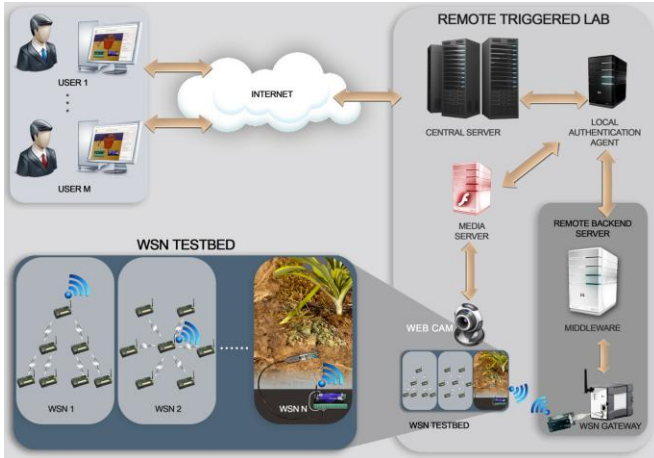 USER 1
USER M
INTERNET
REMOTE TRIGGERED LAB
CENTRAL SERVER
LOCAL
AUTHENTICATION
AGENT
MEDIA
SERVER
REMOTE BACKEND
SERVER
MIDDLEWARE
WEB CAM
WSN TESTBED
WSN GATEWAY
WSN TESTBED
WSN 1
WSN 2
WSN N